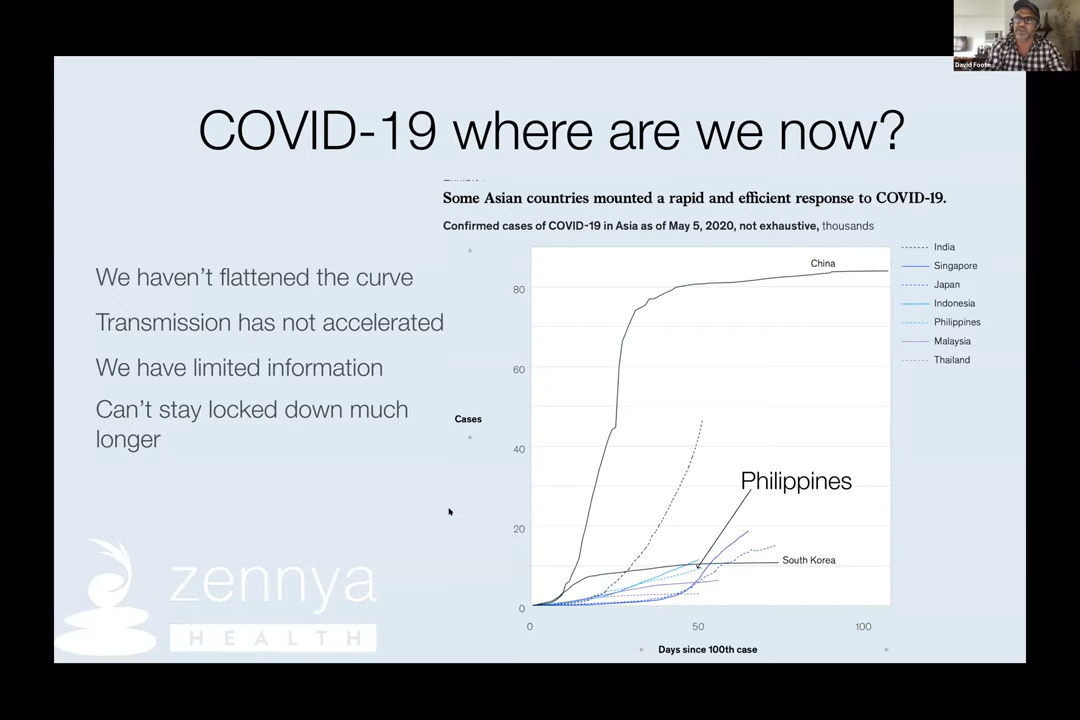 David Foote
COVID-19 where are we now?
Some Asian countries mounted a rapid and efficient response to COVID-19.
Confirmed cases of COVID-19 in Asia as of May 5, 2020, not exhaustive, thousands
We haven't flattened the curve
Transmission has not accelerated
We have limited information
Can't stay locked down much
longer
Cases
80
60
40
20
0
0
50
100
Days since 100th case
China
Philippines
South Korea
India
Singapore
Japan
Indonesia
Philippines
Malaysia
Thailand
zennya
HEALTH